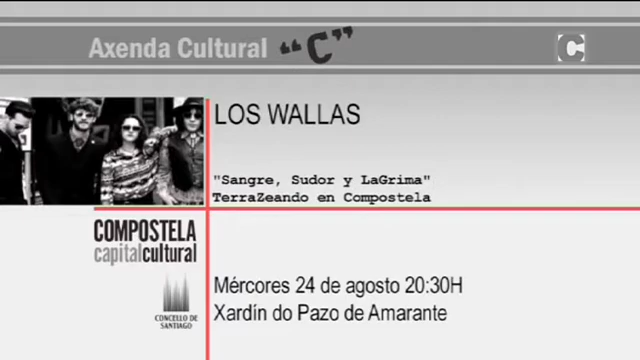 Axenda Cultural "C"
C
LOS WALLAS
"Sangre, Sudor y LaGrima"
TerraZeando en Compostela
COMPOSTELA
capitalcultural
CONCELLO DE
SANTIAGO
Mércores 24 de agosto 20:30H
Xardín do Pazo de Amarante